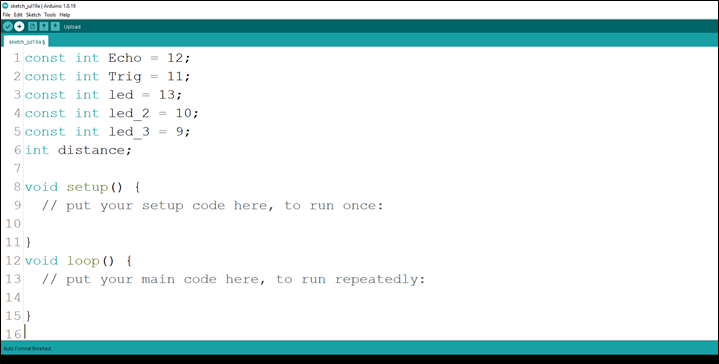 sketch_jul19a | Arduino 1.8.19
File Edit Sketch Tools Help
Upload
sketch_jul19a §
1 const int Echo = 12;
2 const int Trig = 11;
3 const int led = 13;
4 const int led_2 = 10;
5 const int led_3 = 9;
6 int distance;
7
8 void setup() {
9 // put your setup code here, to run once:
10
11 }
12 void loop() {
13 // put your main code here, to run repeatedly:
14
15 }
16
Auto Format finished.